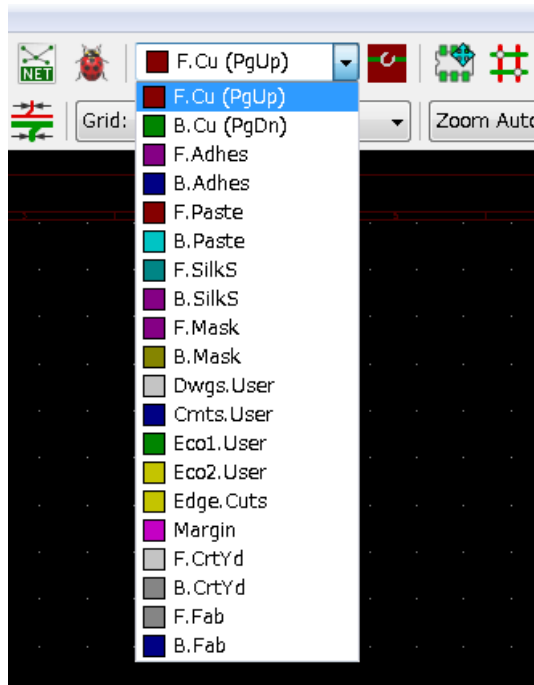 NET
F.Cu (PgUp)
Grid:
Zoom Auto
F.Cu (PgUp)
B.Cu (PgDn)
F.Adhes
B.Adhes
F.Paste
B.Paste
F.SilkS
B.SilkS
F.Mask
B.Mask
Dwgs.User
Cmts.User
Eco1.User
Eco2.User
Edge.Cuts
Margin
F.CrtYd
B.CrtYd
F.Fab
B.Fab